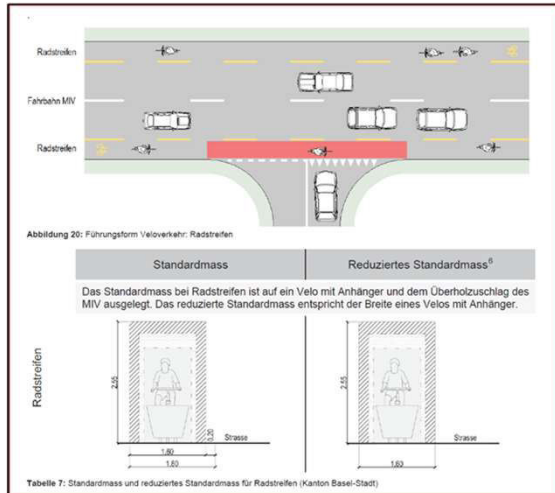 Radstreifen
Fahrbahn MIV
Radstreifen
Abbildung 20: Führungsform Veloverkehr: Radstreifen
Standardmass
Reduziertes Standardmass6
Das Standardmass bei Radstreifen ist auf ein Velo mit Anhänger und dem Überholzuschlag des
MIV ausgelegt. Das reduzierte Standardmass entspricht der Breite eines Velos mit Anhänger.
Radstreifen
2.55
0.20
Strasse
1.60
2.55
Strasse
1.60
Tabelle 7: Standardmass und reduziertes Standardmass für Radstreifen (Kanton Basel-Stadt)